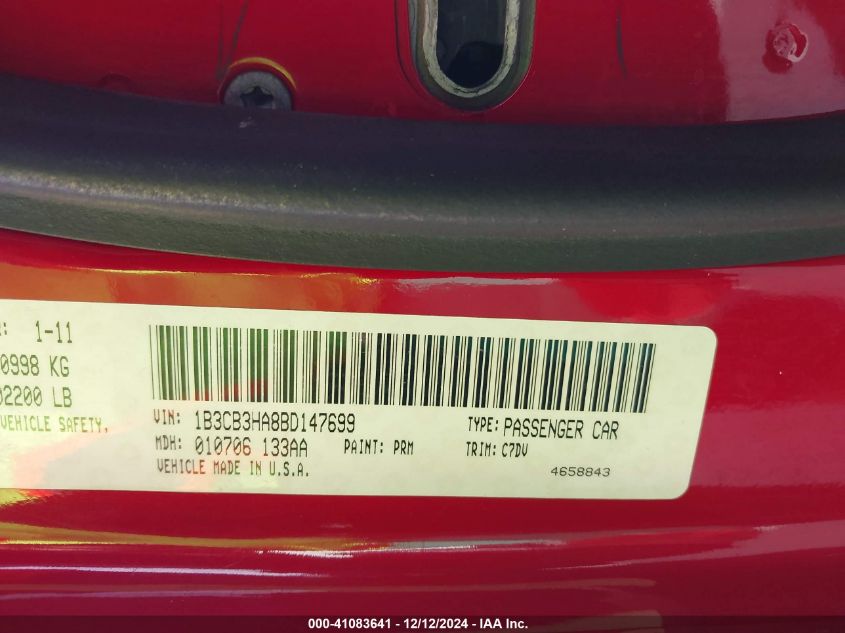 : 1-11
0998 KG
02200 LB
VEHICLE SAFETY,
VIN: 1B3CB3HA8BD147699
TYPE: PASSENGER CAR
MDH: 010706 133AA PAINT: PRM TRIM: C7DV
VEHICLE MADE IN U.S.A.
4658843
000-41083641 - 12/12/2024 - IAA Inc.